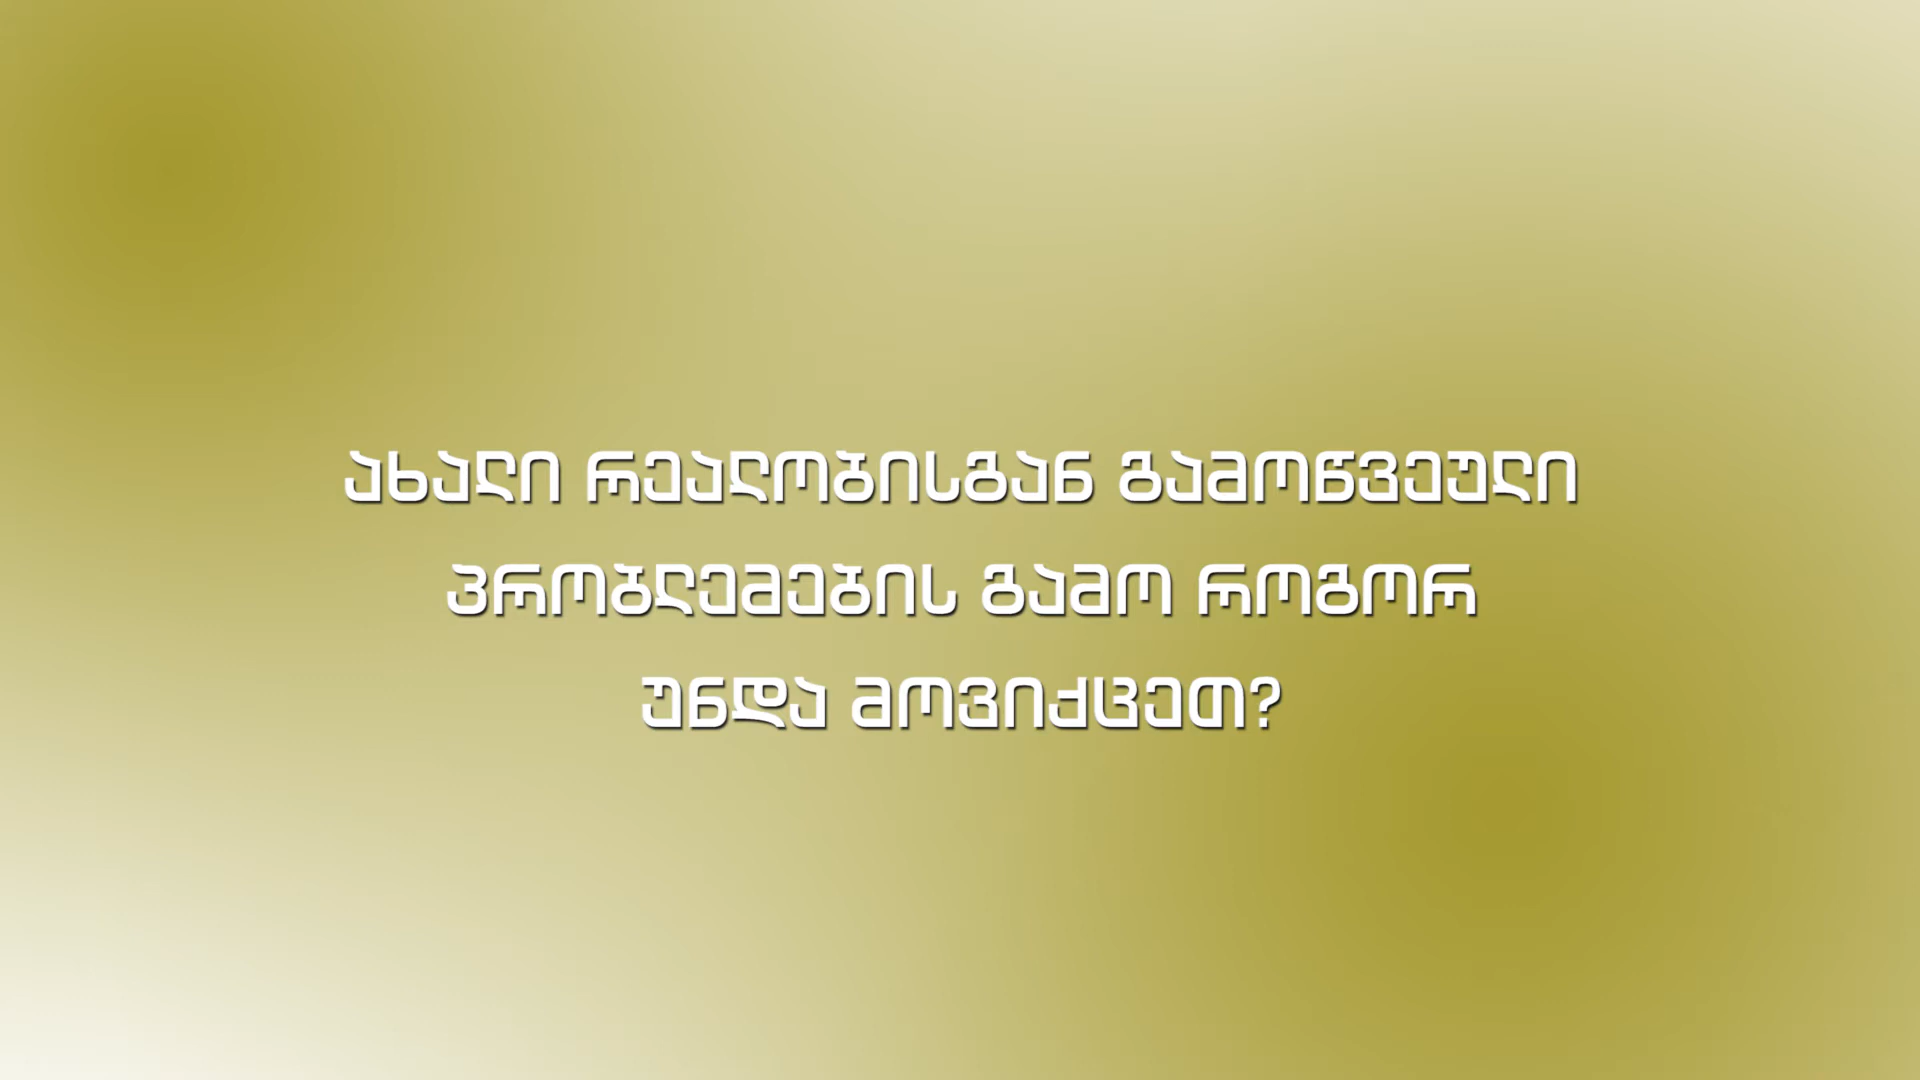 ახალი რეალობისგან გამოწვეული
პრობლემების გამო როგორ
უნდა მოვიქცეთ?